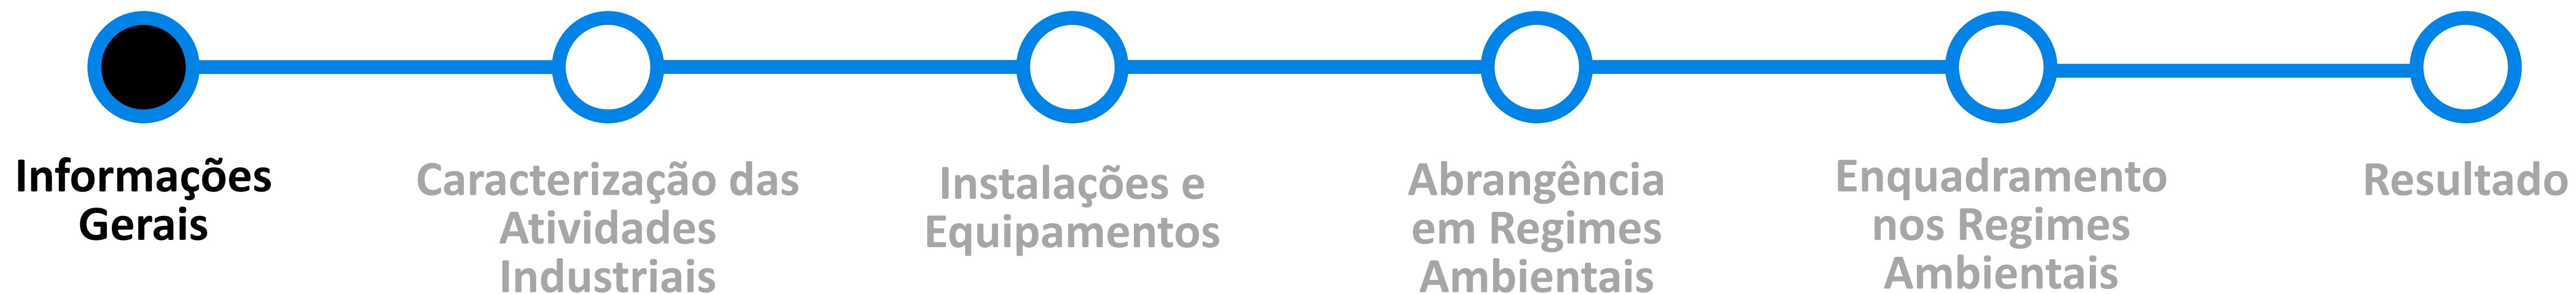 Informações
Gerais
Caracterização das
Atividades
Industriais
Instalações e
Equipamentos
Abrangência
em Regimes
Ambientais
Enquadramento
nos Regimes
Ambientais
Resultado